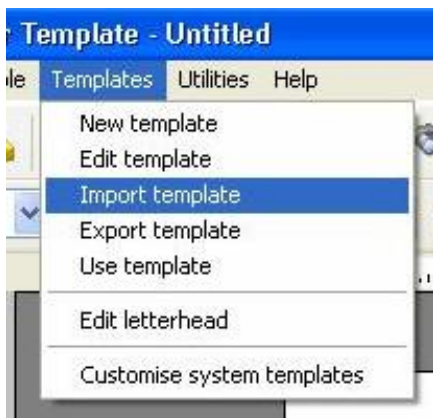 Template - Untitled
Templates Utilities Help
New template
Edit template
Import template
Export template
Use template
Edit letterhead
Customise system templates